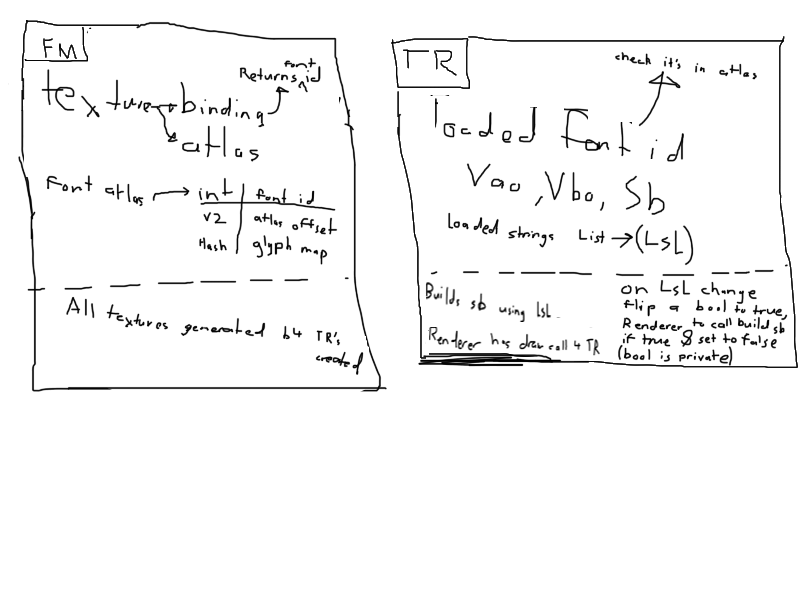 FM
font
Returns id
texture binding
atlas
Font atlas int font id
v2 atlas offset
Hash glyph map
All textures generated b4 TR's
created
TR
check it's in atlas
loaded Font id
Vao, Vbo, Sb
Loaded strings List → (LsL)
Builds sb using lsl.
Renderer has draw call 4 TR
on LsL change
flip a bool to true,
Renderer to call build sb
if true & set to false
(bool is private)